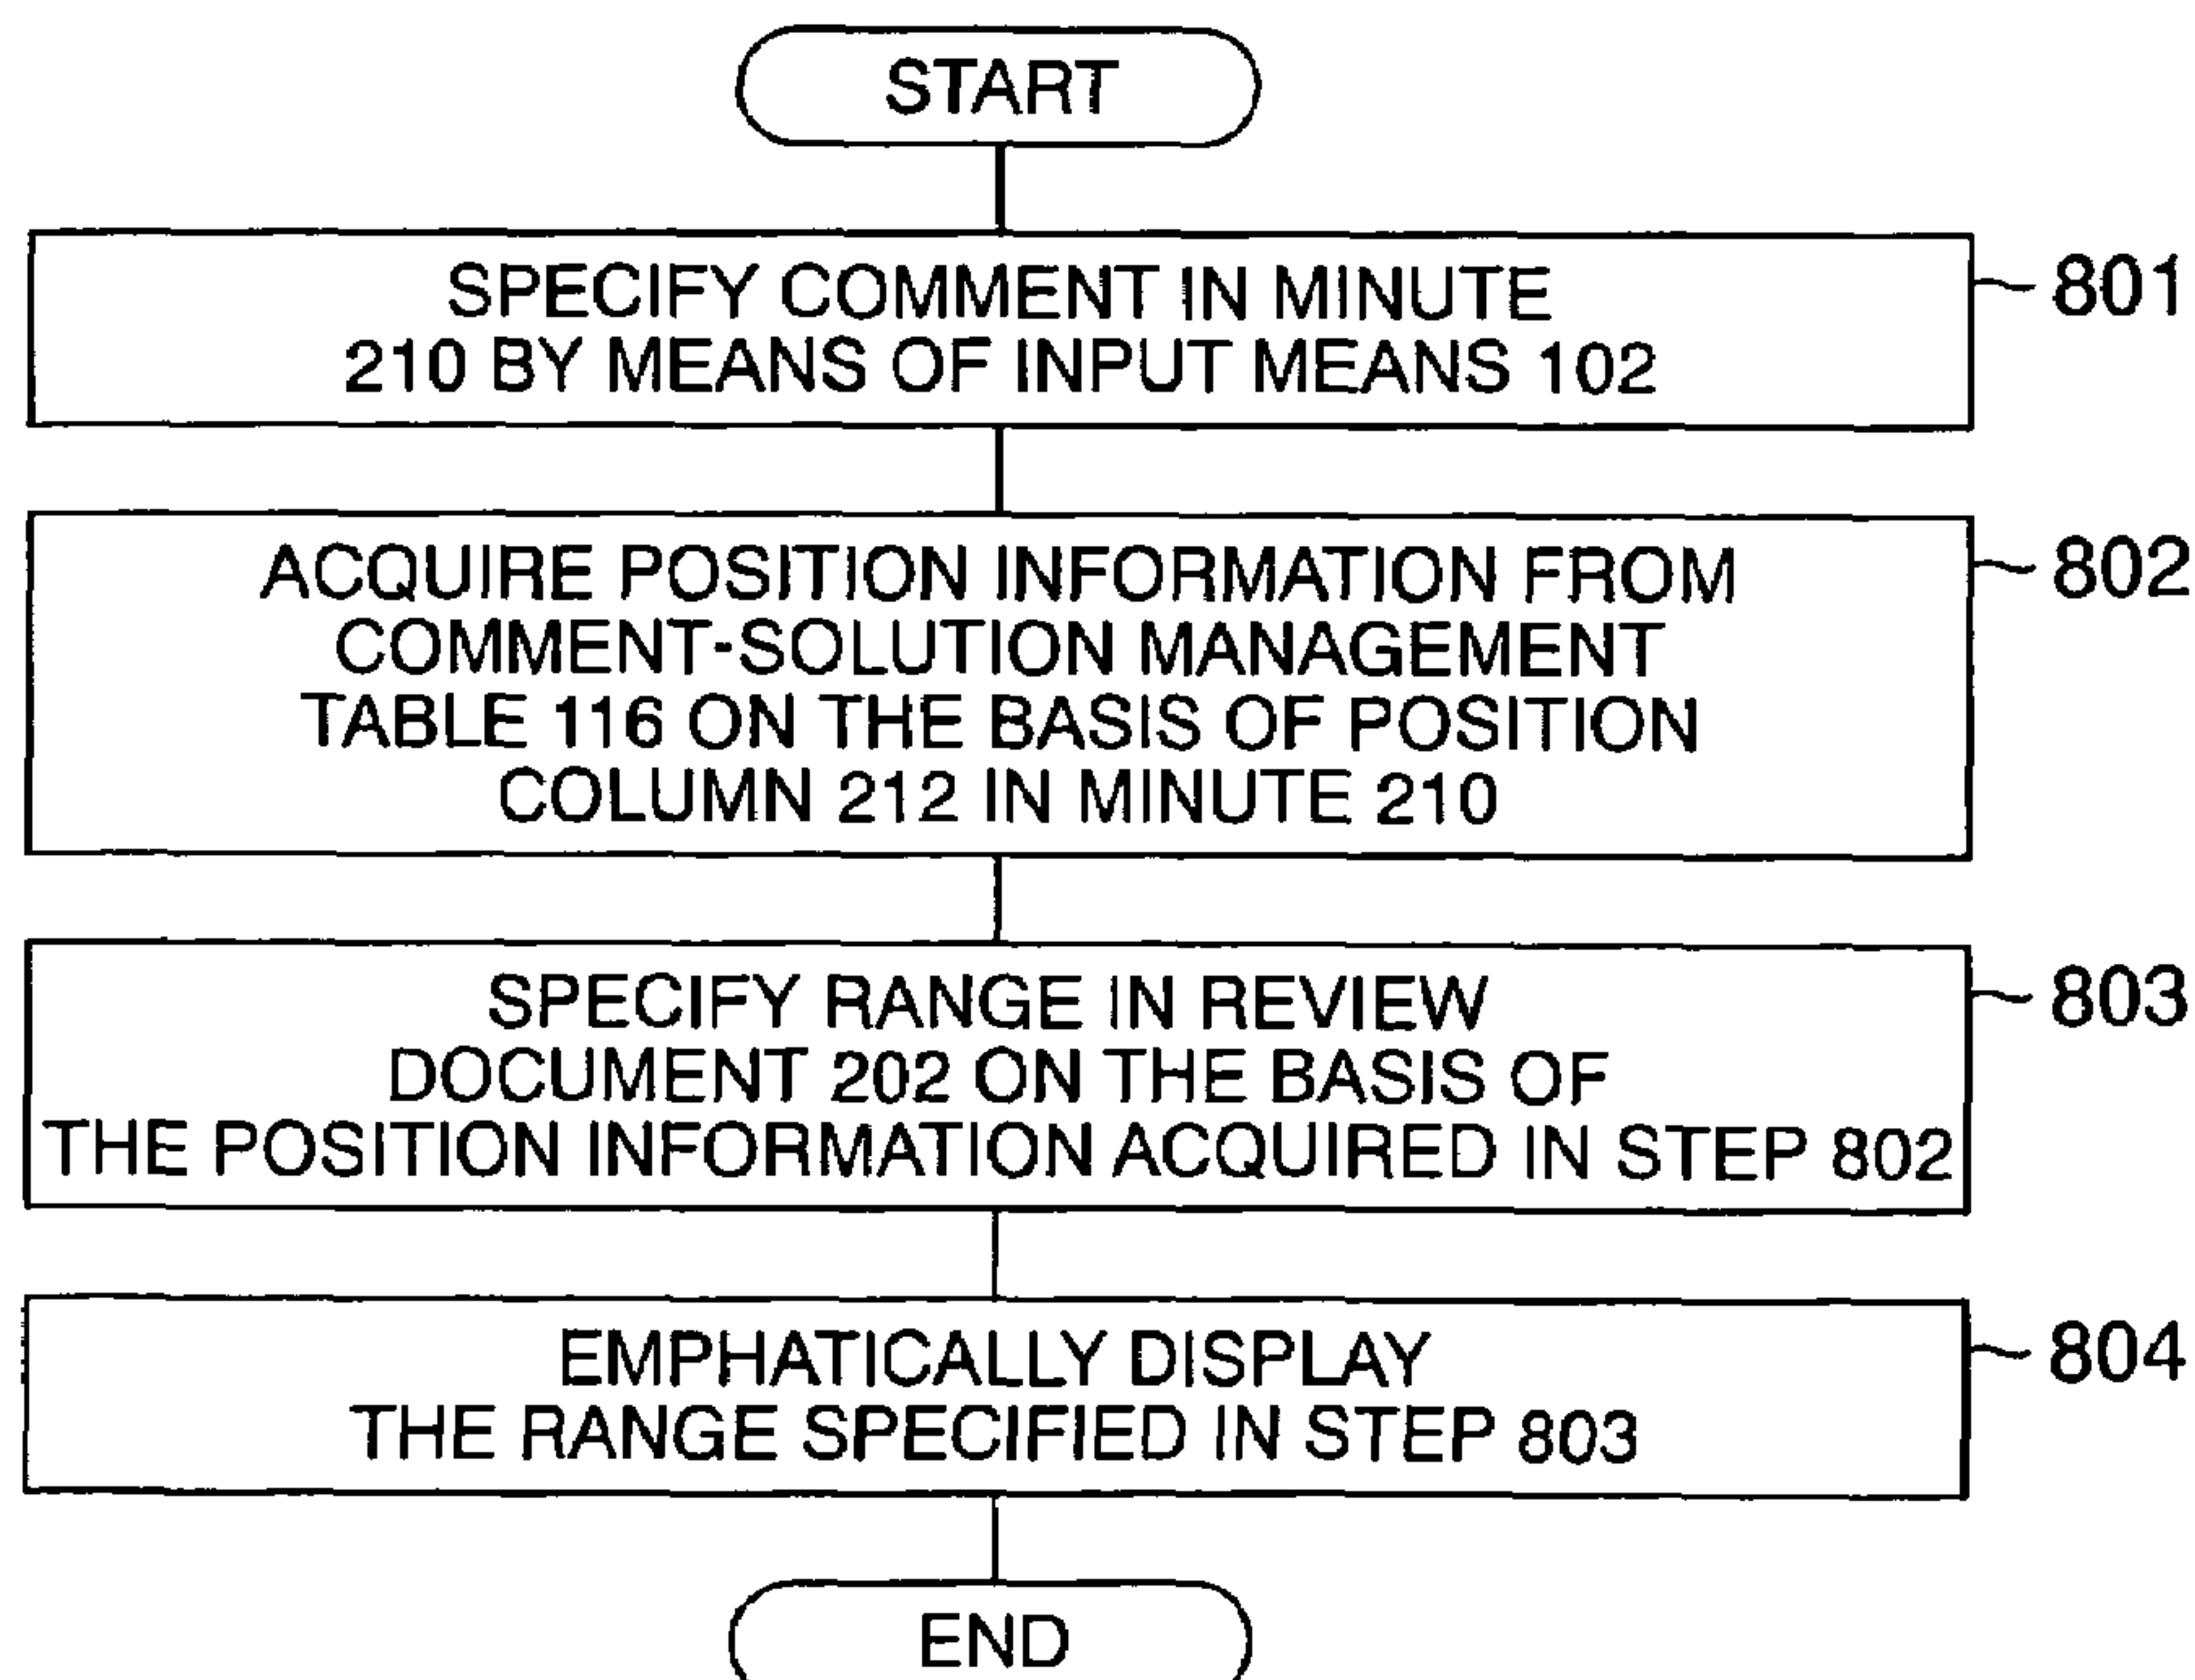 START
SPECIFY COMMENT IN MINUTE
210 BY MEANS OF INPUT MEANS 102
801
ACQUIRE POSITION INFORMATION FROM
COMMENT-SOLUTION MANAGEMENT
TABLE 116 ON THE BASIS OF POSITION
COLUMN 212 IN MINUTE 210
802
SPECIFY RANGE IN REVIEW
DOCUMENT 202 ON THE BASIS OF
THE POSITION INFORMATION ACQUIRED IN STEP 802
803
EMPHATICALLY DISPLAY
THE RANGE SPECIFIED IN STEP 803
804
END